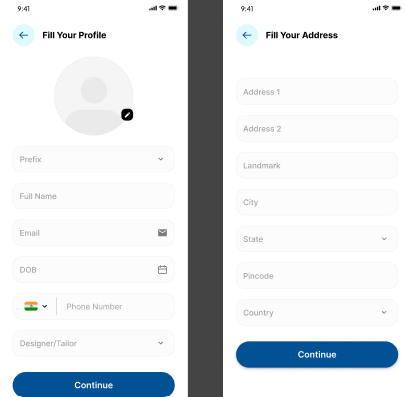 9:41
Fill Your Profile
Prefix
Full Name
Email
DOB
Phone Number
Designer/Tailor
Continue
9:41
Fill Your Address
Address 1
Address 2
Landmark
City
State
Pincode
Country
Continue